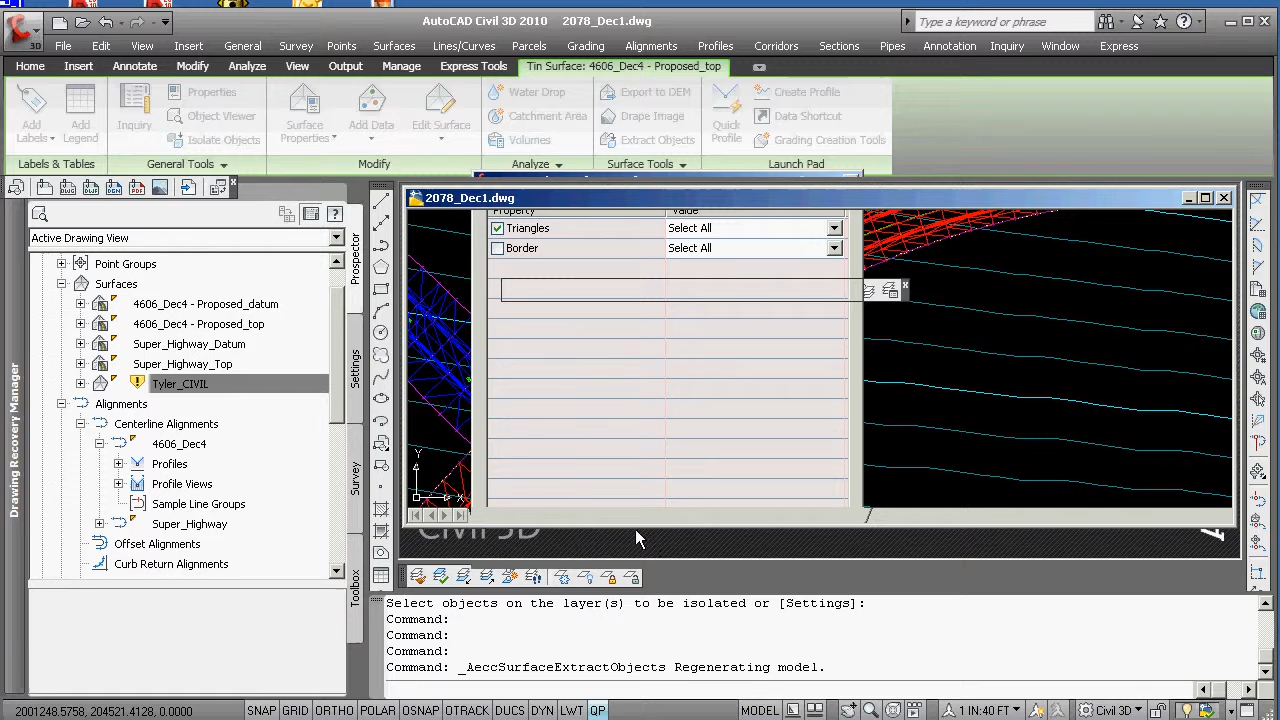 3D
AutoCAD Civil 3D 2010 2078_Dec1.dwg
Type a keyword or phrase
File Edit View Insert General Survey Points Surfaces Lines/Curves Parcels Grading Alignments Profiles Corridors Sections Pipes Annotation Inquiry Window Express
Home Insert Annotate Modify Analyze View Output Manage Express Tools Tin Surface: 4606_Dec4 - Proposed_top
Add Labels
Add Legend
Labels & Tables
Inquiry
Properties
Object Viewer
Isolate Objects
General Tools
Surface Properties
Add Data
Edit Surface
Modify
Water Drop
Catchment Area
Volumes
Analyze
Export to DEM
Drape Image
Extract Objects
Surface Tools
Quick Profile
Create Profile
Data Shortcut
Grading Creation Tools
Launch Pad
DWG DWF PDF
Active Drawing View
Point Groups
Surfaces
4606_Dec4 - Proposed_datum
4606_Dec4 - Proposed_top
Super_Highway_Datum
Super_Highway_Top
Tyler_CIVIL
Alignments
Centerline Alignments
4606_Dec4
Profiles
Profile Views
Sample Line Groups
Super_Highway
Offset Alignments
Curb Return Alignments
Drawing Recovery Manager
Prospector
Settings
Survey
Toolbox
2078_Dec1.dwg
Property Value
Triangles Select All
Border Select All
Y
X
Civil 3D
Select objects on the layer(s) to be isolated or [Settings]:
Command:
Command:
Command:
Command: _AeccSurfaceExtractObjects Regenerating model.
2001248.5758, 204521.4128, 0.0000 SNAP GRID ORTHO POLAR OSNAP OTRACK DUCS DYN LWT QP MODEL 1 IN:40 Civil 3D